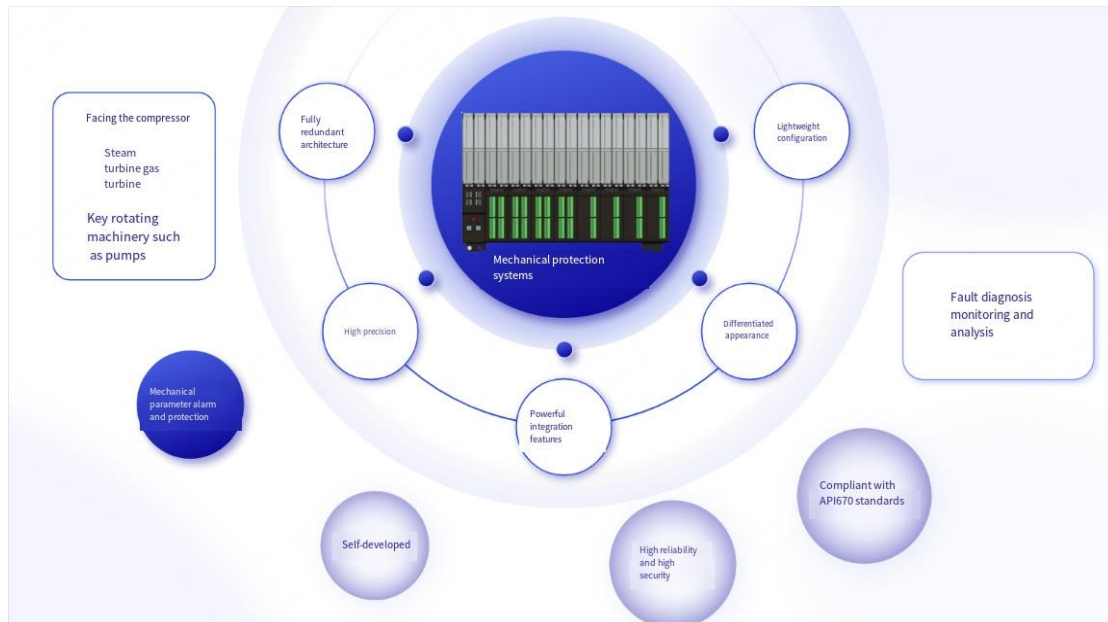 Facing the compressor
Steam
turbine gas
turbine
Key rotating
machinery such
as pumps
Fully
redundant
architecture
Lightweight
configuration
Mechanical protection
systems
High precision
Differentiated
appearance
Powerful
integration
features
Fault diagnosis
monitoring and
analysis
Mechanical
parameter alarm
and protection
Self-developed
High reliability
and high
security
Compliant with
API670 standards